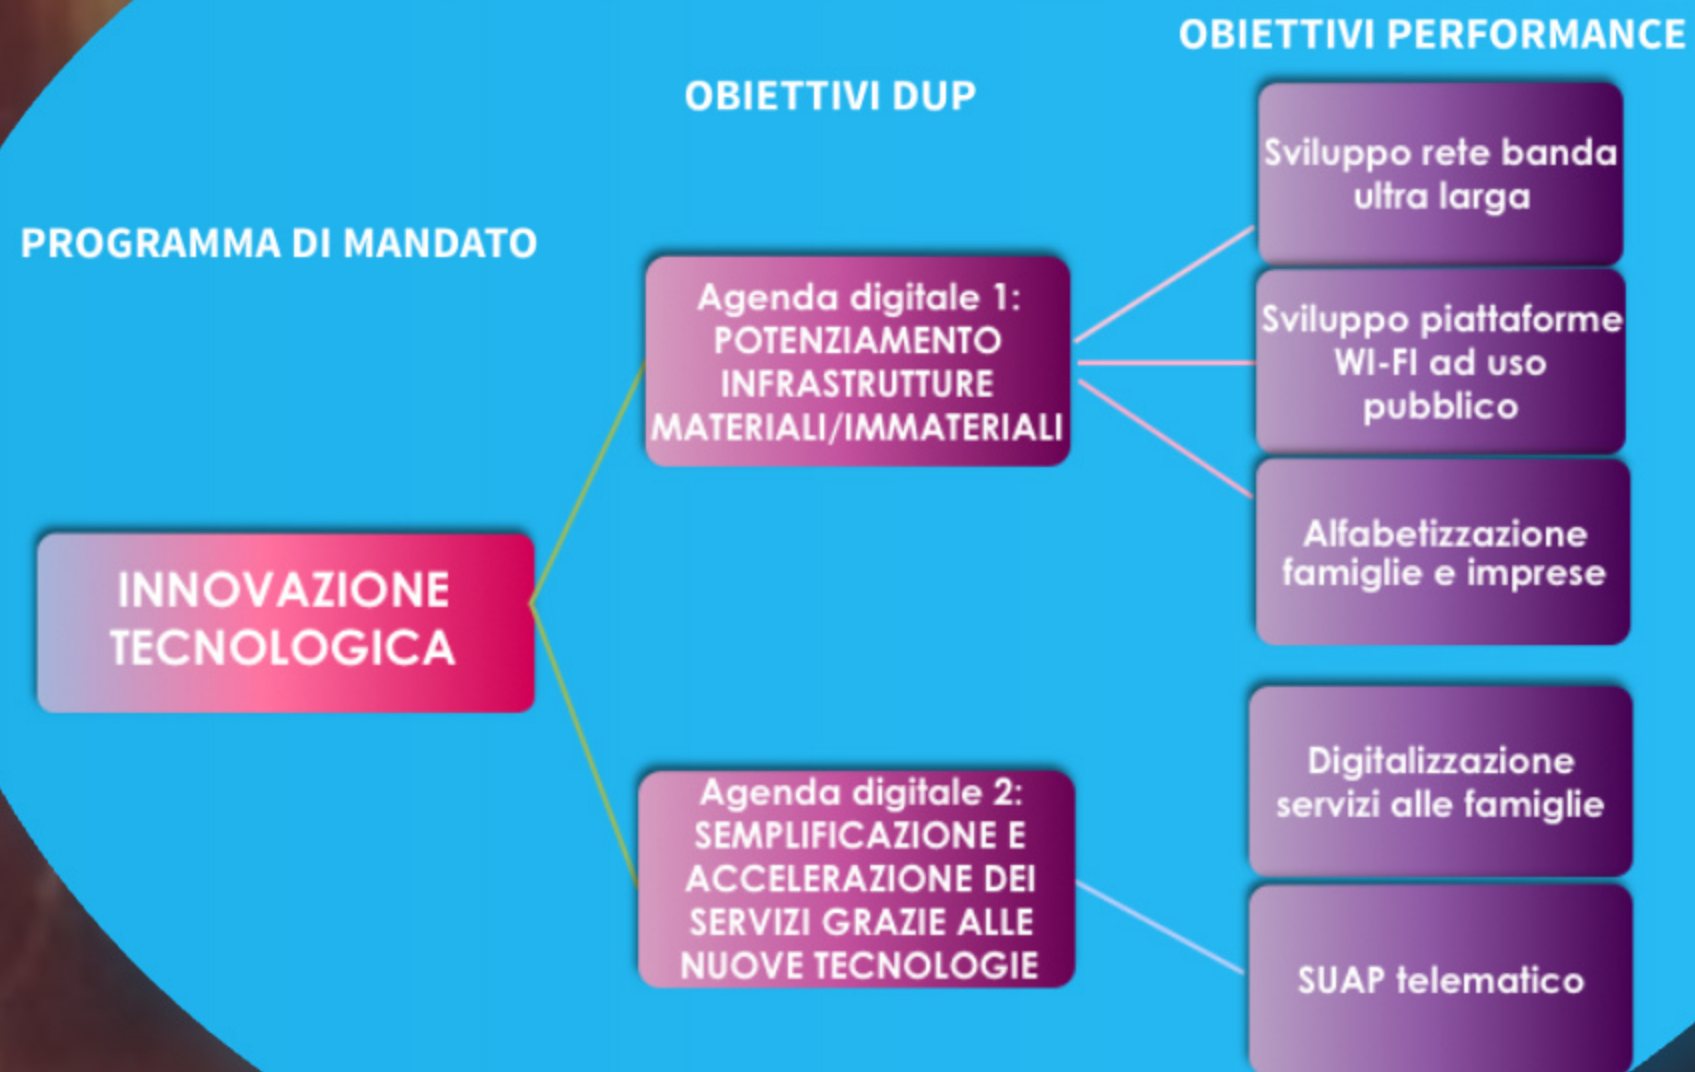 OBIETTIVI PERFORMANCE
OBIETTIVI DUP
PROGRAMMA DI MANDATO
INNOVAZIONE
TECNOLOGICA
Agenda digitale 1:
POTENZIAMENTO
INFRASTRUTTURE
MATERIALI/IMMATERIALI
Sviluppo rete banda
ultra larga
Sviluppo piattaforme
WI-FI ad uso
pubblico
Alfabetizzazione
famiglie e imprese
Agenda digitale 2:
SEMPLIFICAZIONE E
ACCELERAZIONE DEI
SERVIZI GRAZIE ALLE
NUOVE TECNOLOGIE
Digitalizzazione
servizi alle famiglie
SUAP telematico